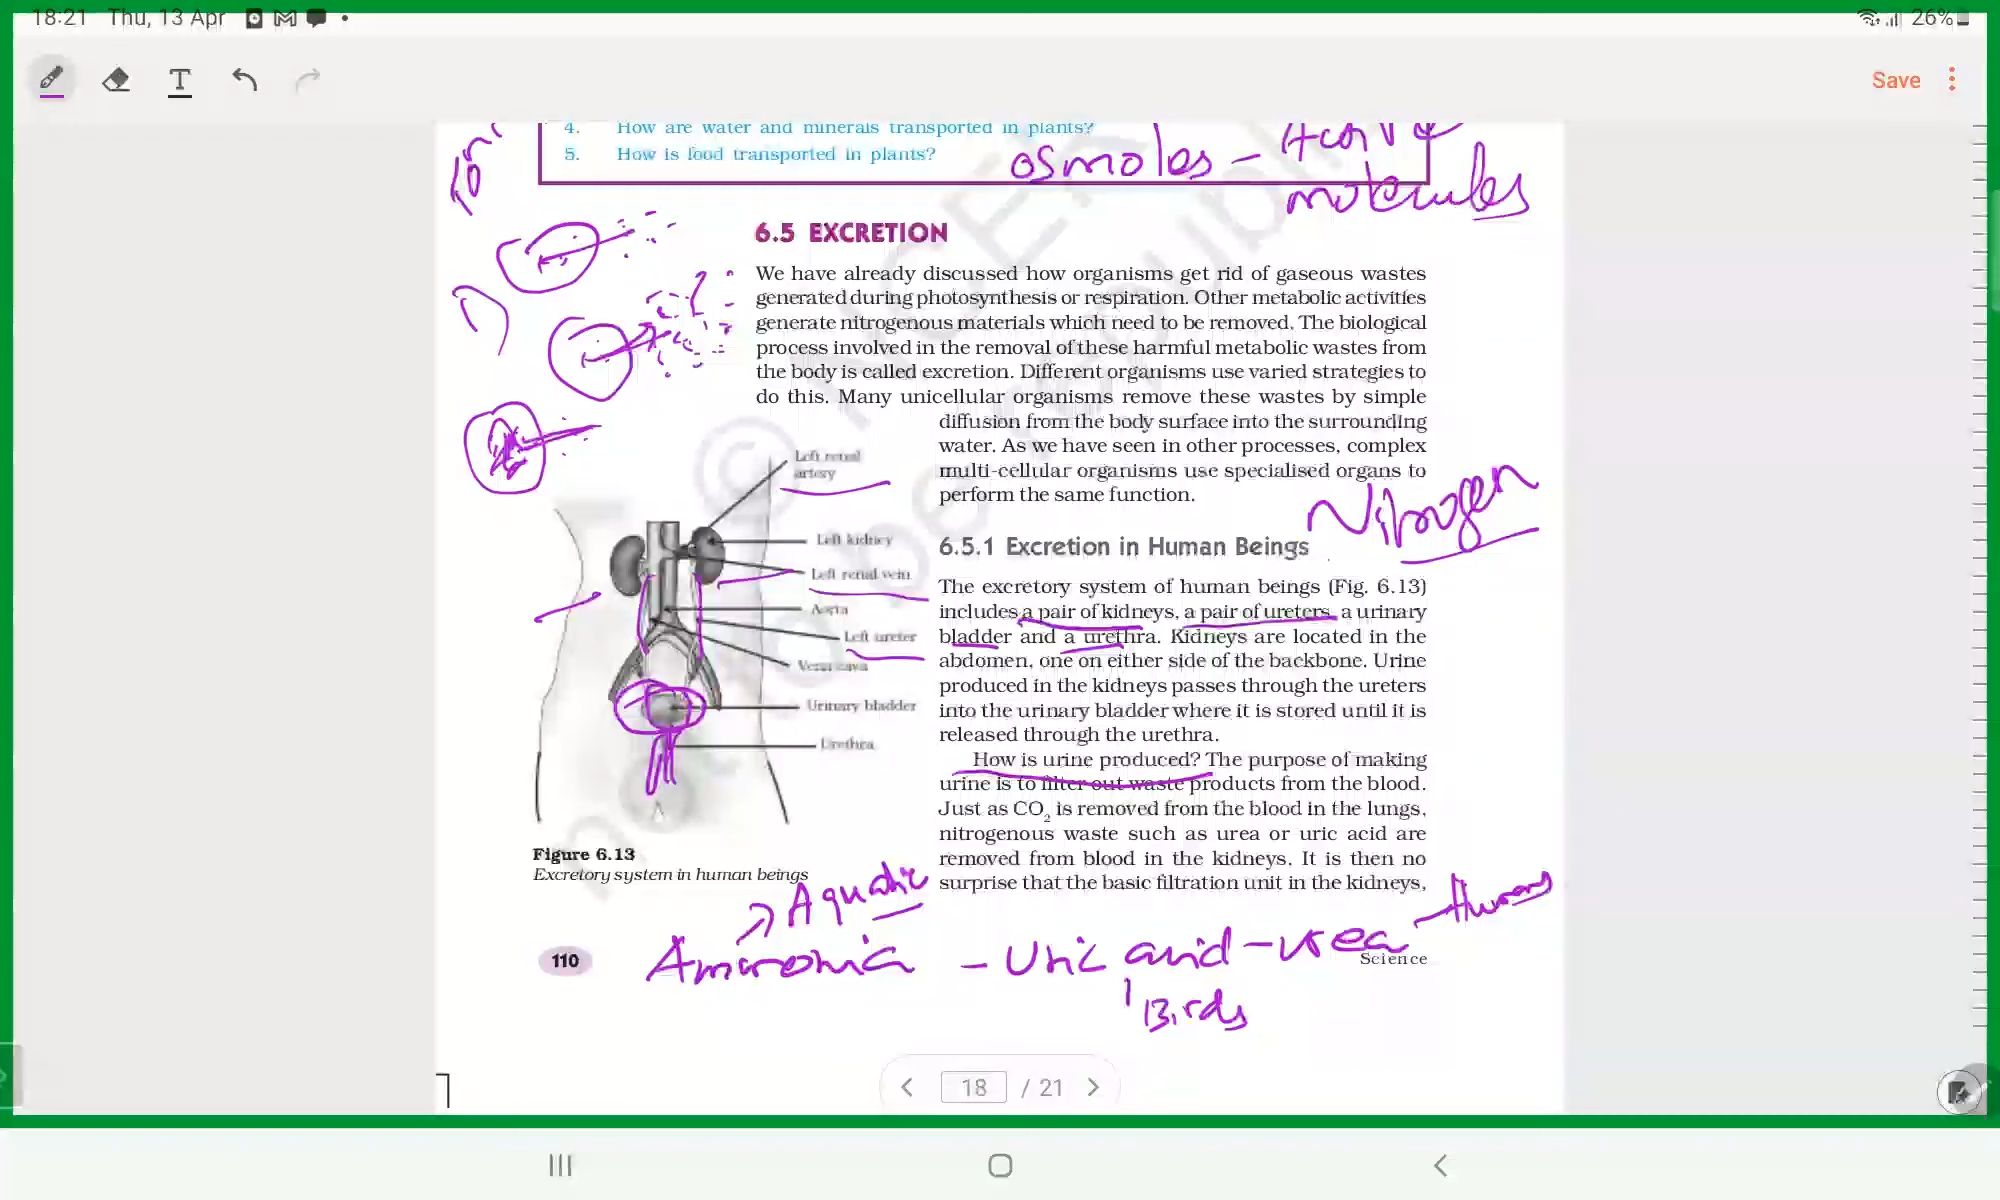 18:21 Thu, 13 Apr
26%
Save
4. How are water and minerals transported in plants?
5. How is food transported in plants?
osmoles - Active
molecules
6.5 EXCRETION
We have already discussed how organisms get rid of gaseous wastes
generated during photosynthesis or respiration. Other metabolic activities
generate nitrogenous materials which need to be removed. The biological
process involved in the removal of these harmful metabolic wastes from
the body is called excretion. Different organisms use varied strategies to
do this. Many unicellular organisms remove these wastes by simple
diffusion from the body surface into the surrounding
water. As we have seen in other processes, complex
multi-cellular organisms use specialised organs to
perform the same function.
Nitrogen
Left renal
artery
Left kidney
Left renal vein
Aorta
Left ureter
Vena cava
Urinary bladder
Urethra
Figure 6.13
Excretory system in human beings
6.5.1 Excretion in Human Beings
The excretory system of human beings (Fig. 6.13)
includes a pair of kidneys, a pair of ureters, a urinary
bladder and a urethra. Kidneys are located in the
abdomen, one on either side of the backbone. Urine
produced in the kidneys passes through the ureters
into the urinary bladder where it is stored until it is
released through the urethra.
How is urine produced? The purpose of making
urine is to filter out waste products from the blood.
Just as CO₂ is removed from the blood in the lungs,
nitrogenous waste such as urea or uric acid are
removed from blood in the kidneys. It is then no
surprise that the basic filtration unit in the kidneys,
Aquatic
Humans
Ammonia - Uric acid - urea
Birds
110
Science
18 / 21